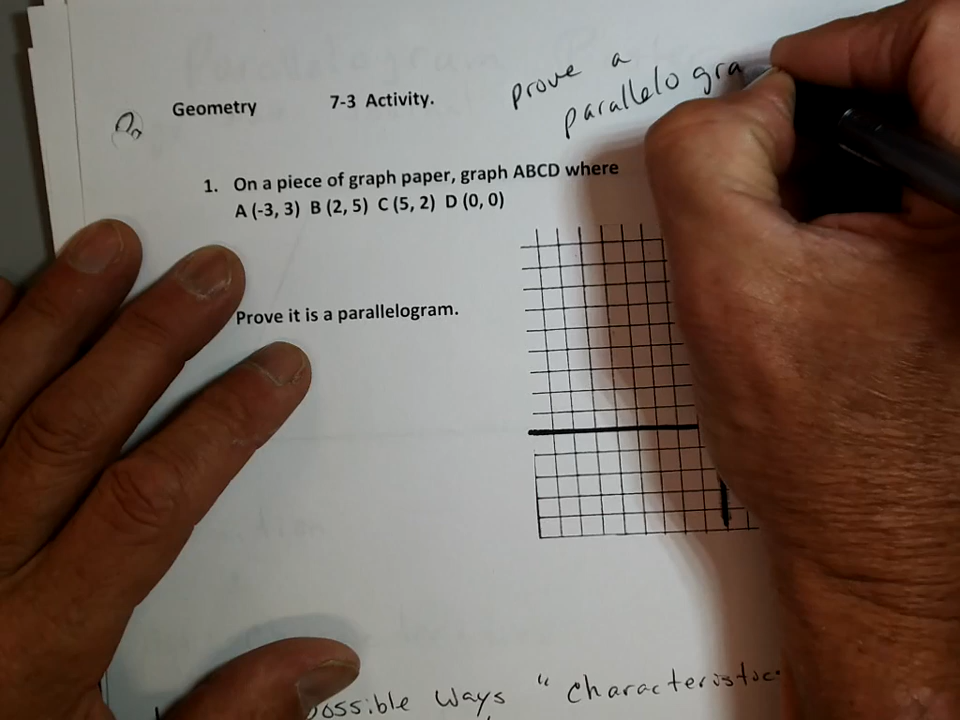 prove a
parallelogra
Geometry 7-3 Activity.
1. On a piece of graph paper, graph ABCD where
A (-3, 3) B (2, 5) C (5, 2) D (0, 0)
Prove it is a parallelogram.
ways " characteristic